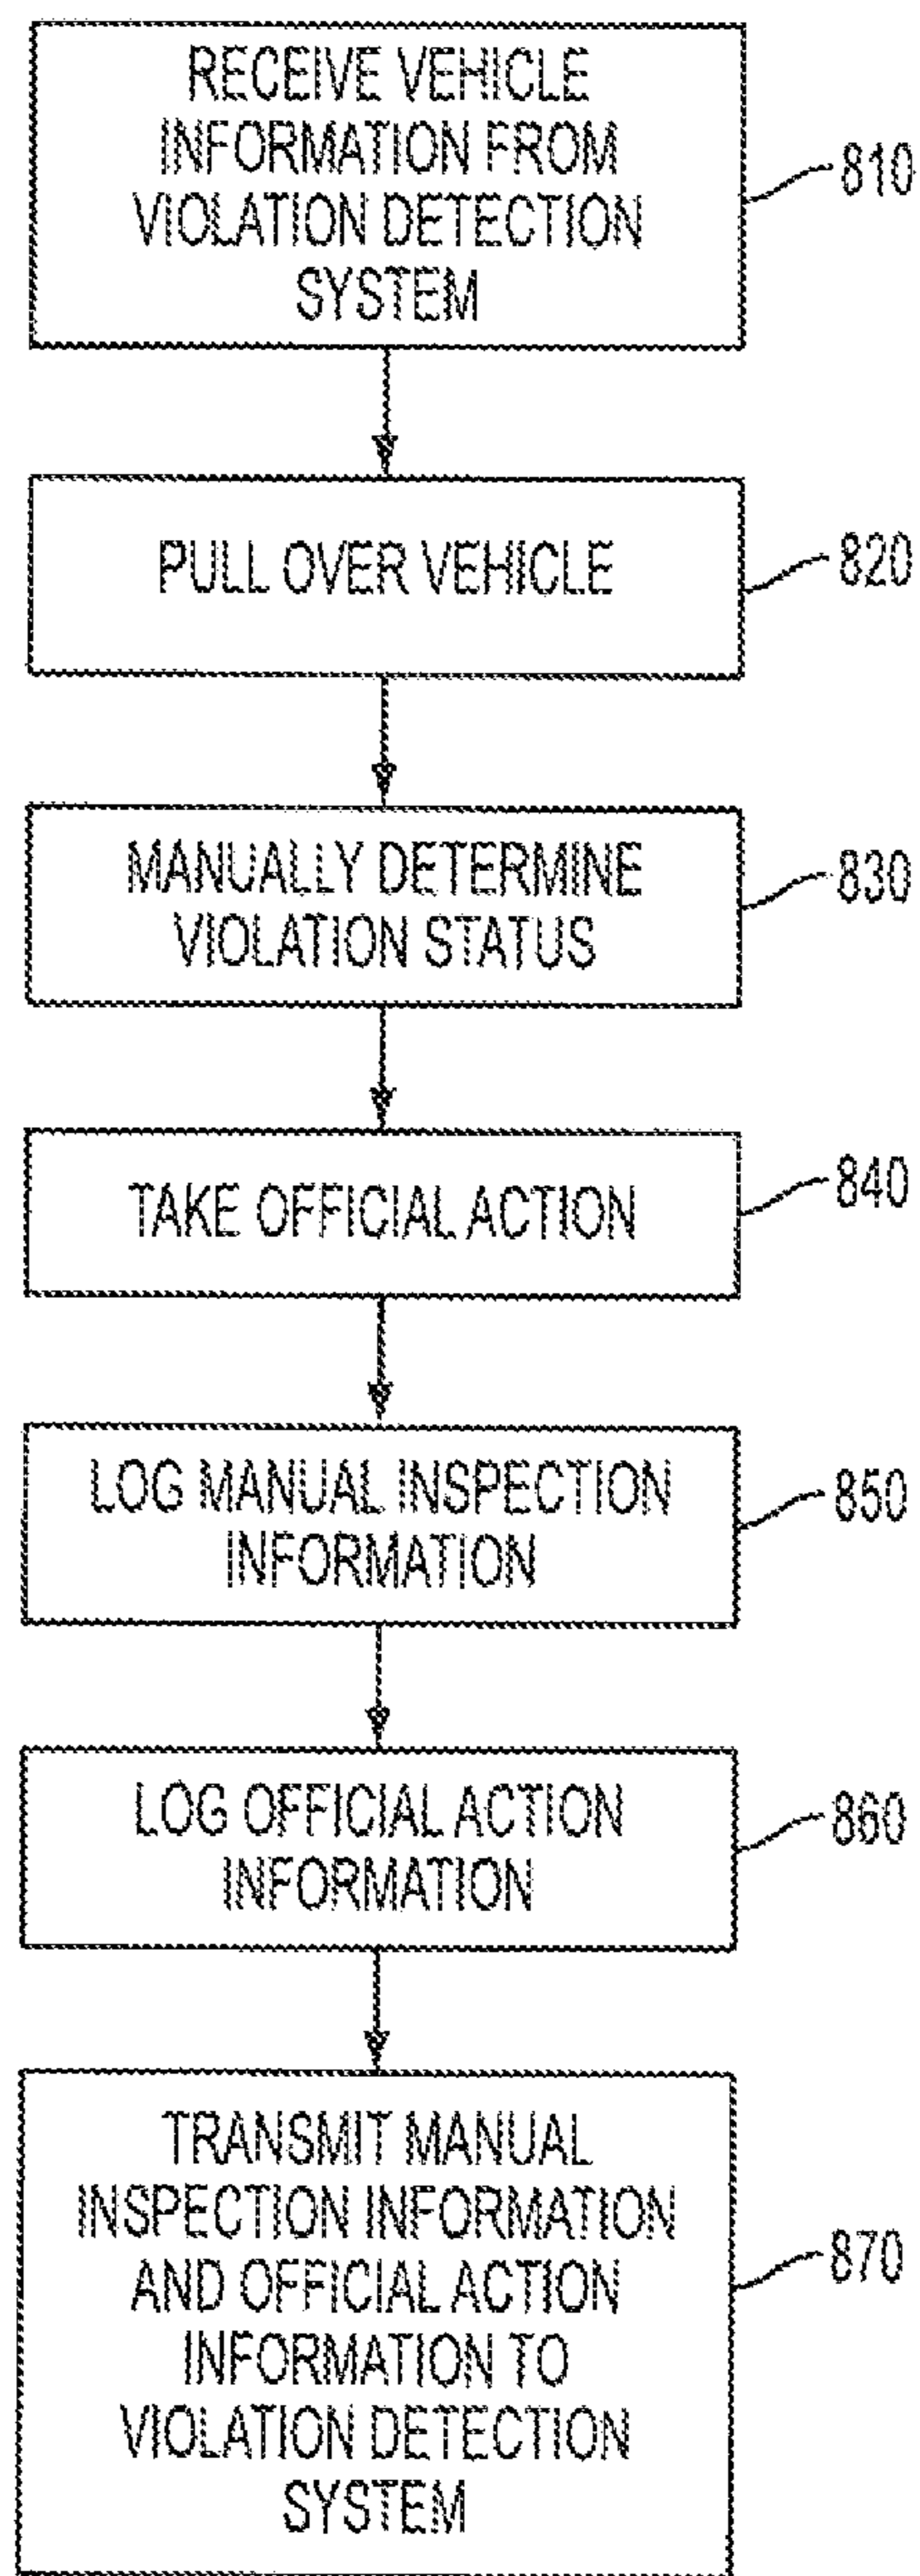 RECEIVE VEHICLE
INFORMATION FROM
VIOLATION DETECTION
SYSTEM
810
PULL OVER VEHICLE
820
MANUALLY DETERMINE
VIOLATION STATUS
830
TAKE OFFICIAL ACTION
840
LOG MANUAL INSPECTION
INFORMATION
850
LOG OFFICIAL ACTION
INFORMATION
860
TRANSMIT MANUAL
INSPECTION INFORMATION
AND OFFICIAL ACTION
INFORMATION TO
VIOLATION DETECTION
SYSTEM
870